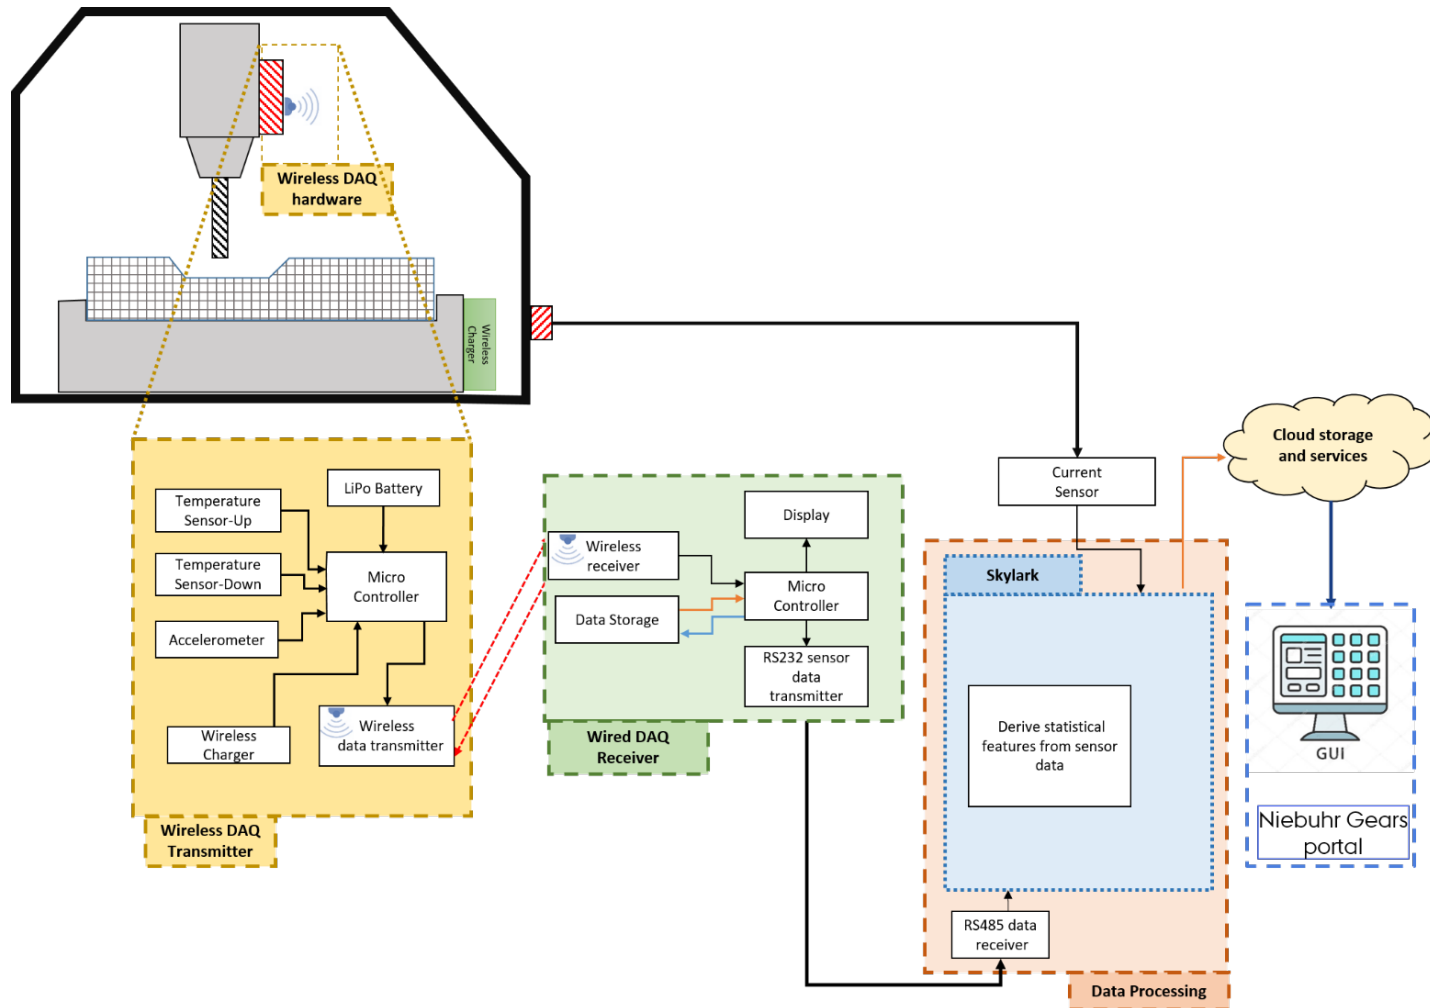 Wireless DAQ
hardware
Wireless
Charger
Temperature
Sensor-Up
LiPo Battery
Temperature
Sensor-Down
Micro
Controller
Accelerometer
Wireless
Charger
Wireless
data transmitter
Wireless DAQ
Transmitter
Wireless
receiver
Display
Data Storage
Micro
Controller
RS232 sensor
data
transmitter
Wired DAQ
Receiver
Current
Sensor
Skylark
Derive statistical
features from sensor
data
RS485 data
receiver
Data Processing
Cloud storage
and services
GUI
Niebuhr Gears
portal